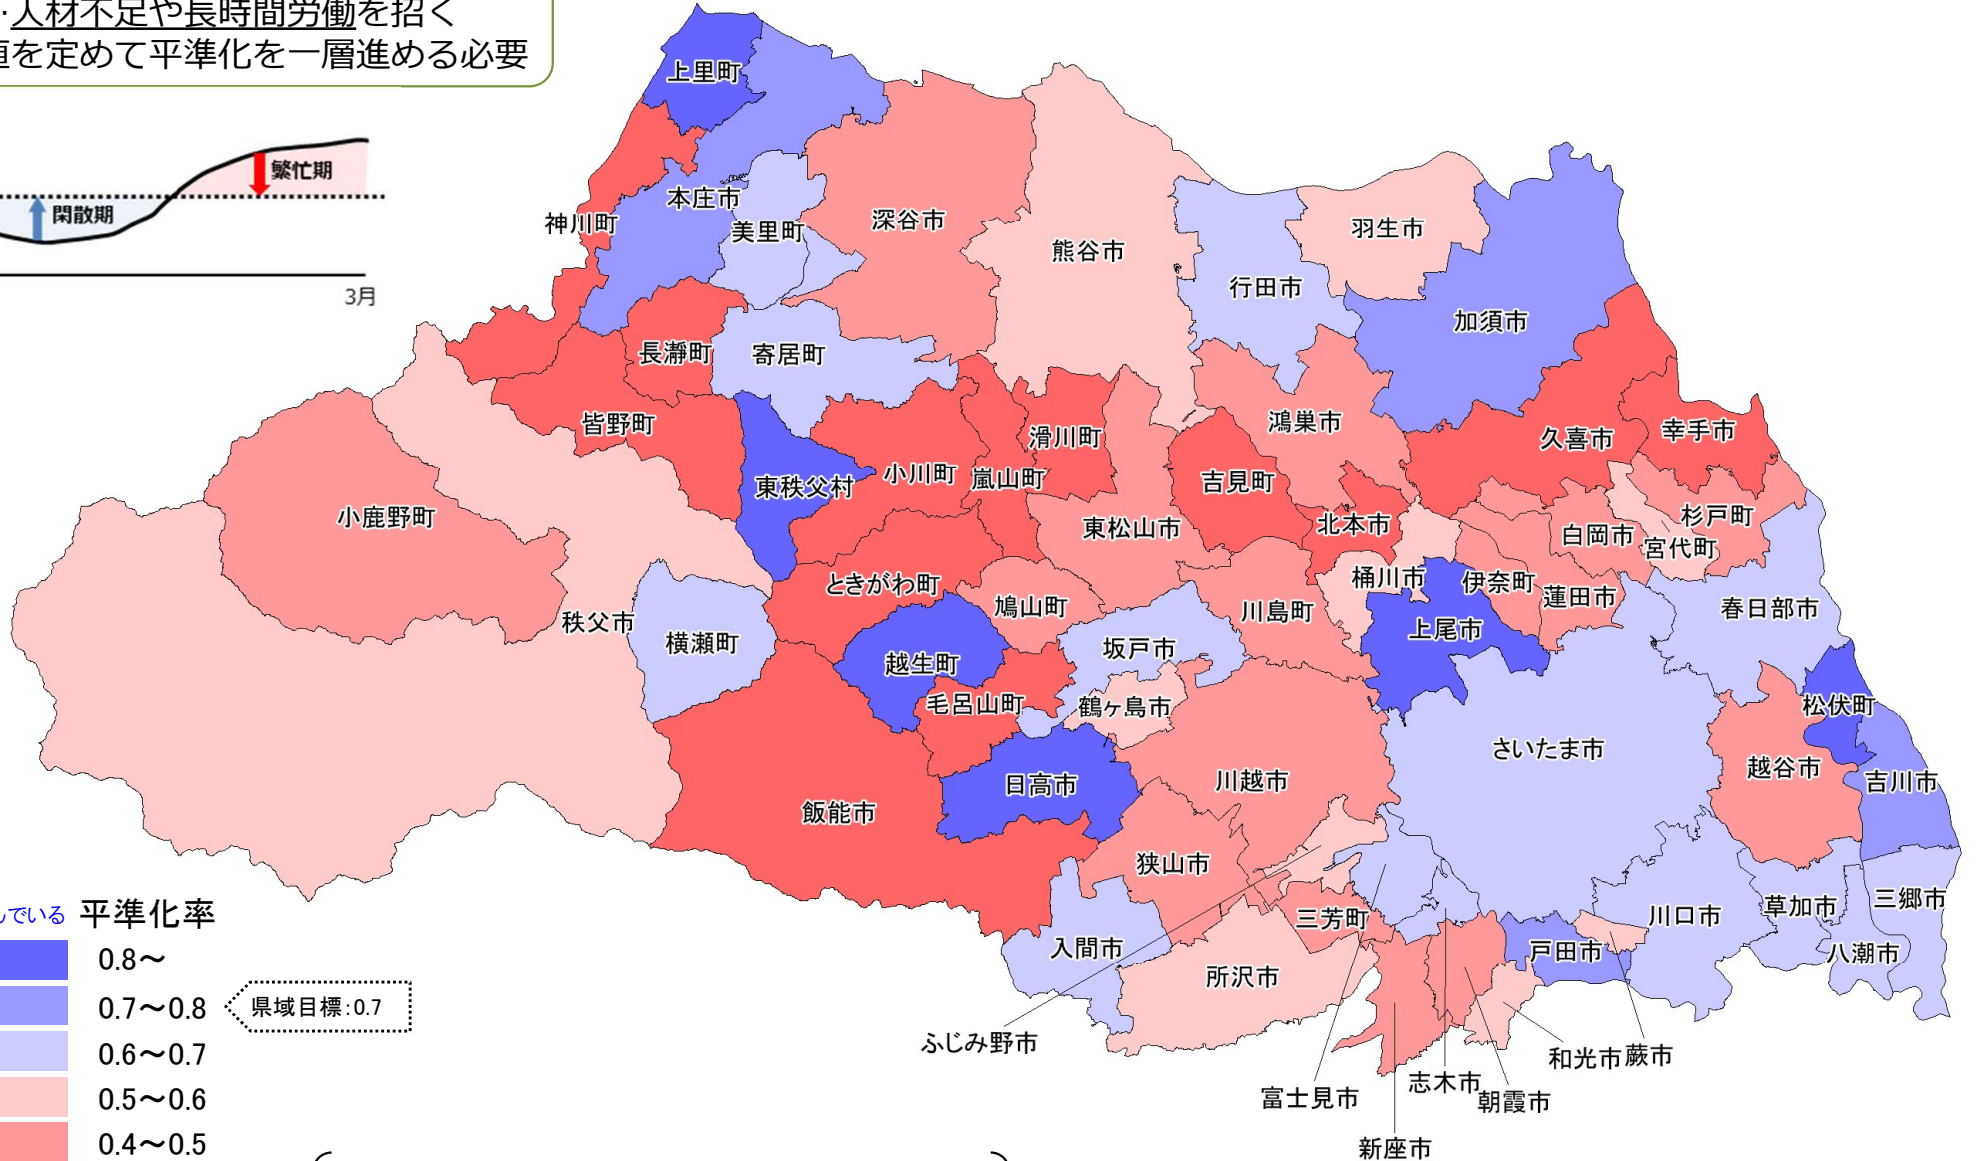 ・人材不足や長時間労働を招く
値を定めて平準化を一層進める必要
繁忙期
閑散期
3月
上里町
本庄市
神川町
美里町
深谷市
熊谷市
行田市
羽生市
加須市
長瀞町
寄居町
皆野町
東秩父村
小川町
嵐山町
滑川町
吉見町
鴻巣市
久喜市
幸手市
小鹿野町
東松山市
北本市
白岡市
杉戸町
宮代町
ときがわ町
鳩山町
川島町
桶川市
伊奈町
蓮田市
春日部市
秩父市
横瀬町
越生町
坂戸市
上尾市
毛呂山町
鶴ヶ島市
松伏町
さいたま市
越谷市
吉川市
飯能市
日高市
川越市
狭山市
三芳町
川口市
草加市
三郷市
入間市
所沢市
戸田市
八潮市
ふじみ野市
富士見市
志木市
朝霞市
和光市
蕨市
新座市
でいる 平準化率
0.8～
0.7～0.8
県域目標：0.7
0.6～0.7
0.5～0.6
0.4～0.5